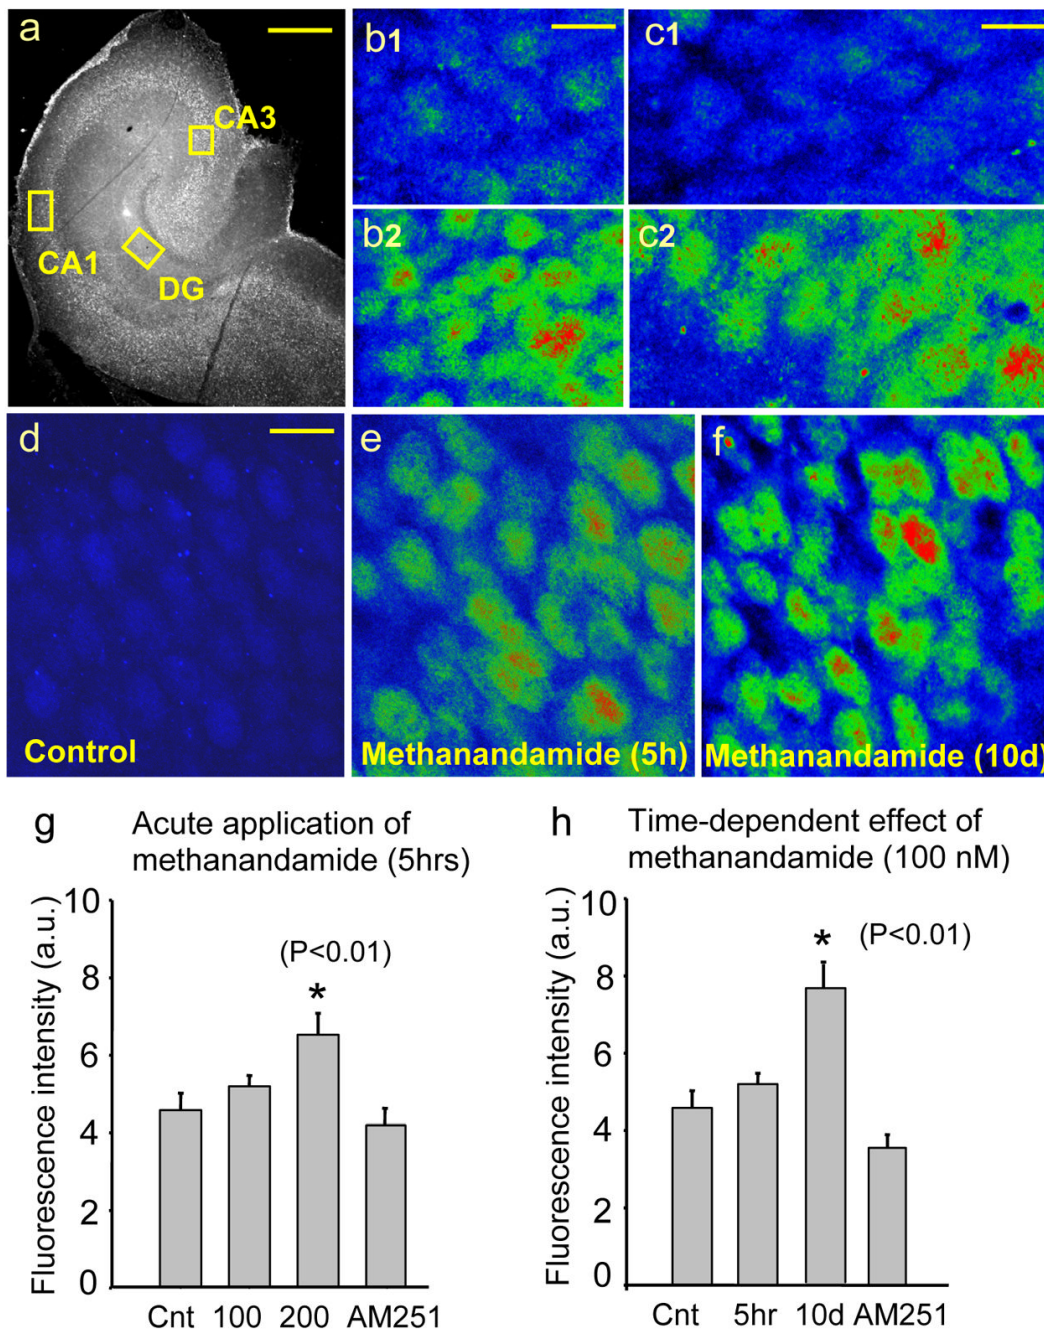 a
CA3
CA1
DG
b1
c1
b2
c2
d
Control
e
Methanandamide (5h)
f
Methanandamide (10d)
g
Acute application of
methanandamide (5hrs)
Fluorescence intensity (a.u.)
10
8
6
4
2
0
(P<0.01)
*
Cnt 100 200 AM251
h
Time-dependent effect of
methanandamide (100 nM)
Fluorescence intensity (a.u.)
10
8
6
4
2
0
* (P<0.01)
Cnt 5hr 10d AM251